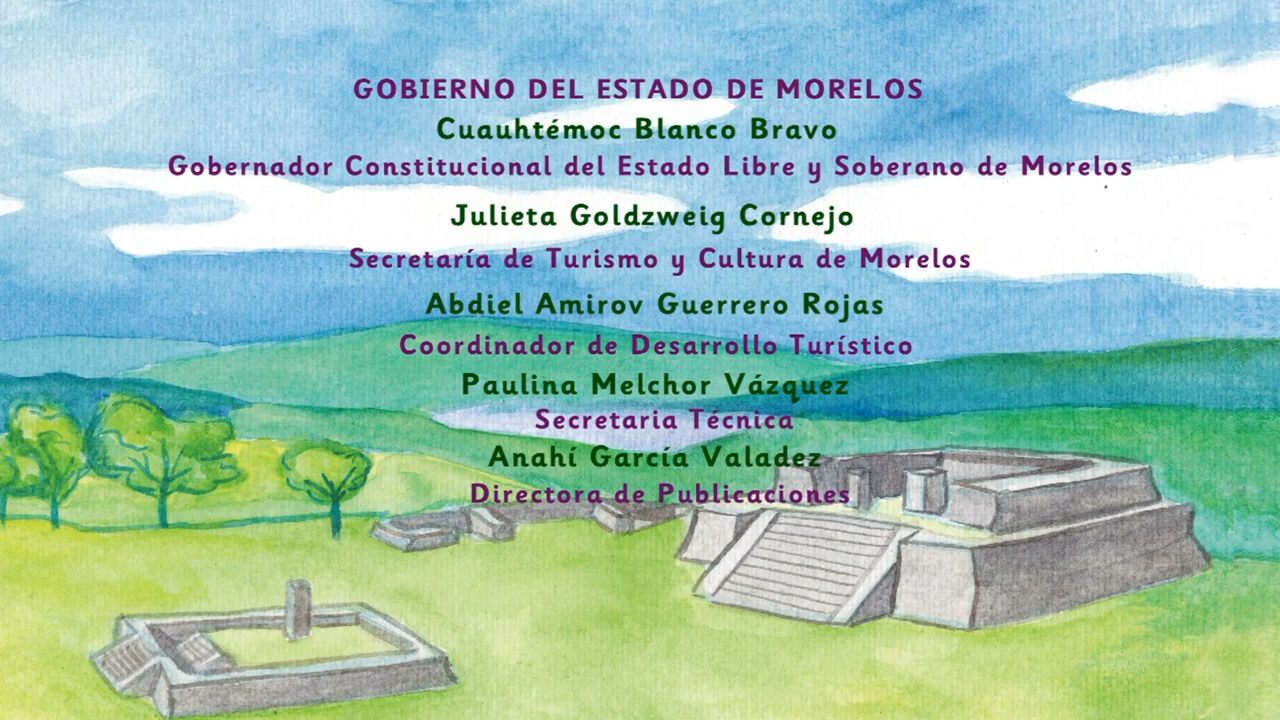 GOBIERNO DEL ESTADO DE MORELOS
Cuauhtémoc Blanco Bravo
Gobernador Constitucional del Estado Libre y Soberano de Morelos
Julieta Goldzweig Cornejo
Secretaría de Turismo y Cultura de Morelos
Abdiel Amirov Guerrero Rojas
Coordinador de Desarrollo Turístico
Paulina Melchor Vázquez
Secretaria Técnica
Anahí García Valadez
Directora de Publicaciones